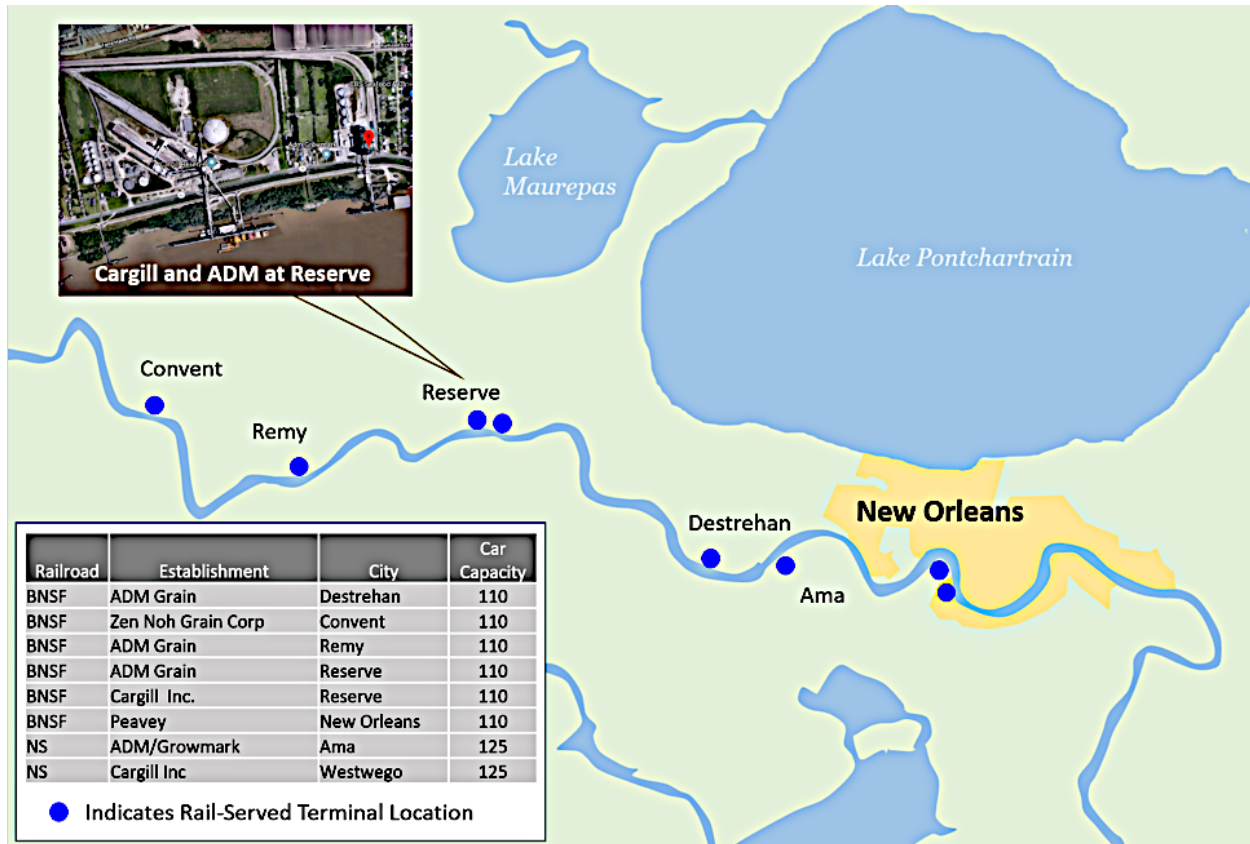 Cargill and ADM at Reserve
Lake
Maurepas
Lake Pontchartrain
Convent
Remy
Reserve
Destrehan
Ama
New Orleans
Railroad Establishment City Car Capacity
BNSF ADM Grain Destrehan 110
BNSF Zen Noh Grain Corp Convent 110
BNSF ADM Grain Remy 110
BNSF ADM Grain Reserve 110
BNSF Cargill Inc. Reserve 110
BNSF Peavey New Orleans 110
NS ADM/Growmark Ama 125
NS Cargill Inc Westwego 125
Indicates Rail-Served Terminal Location